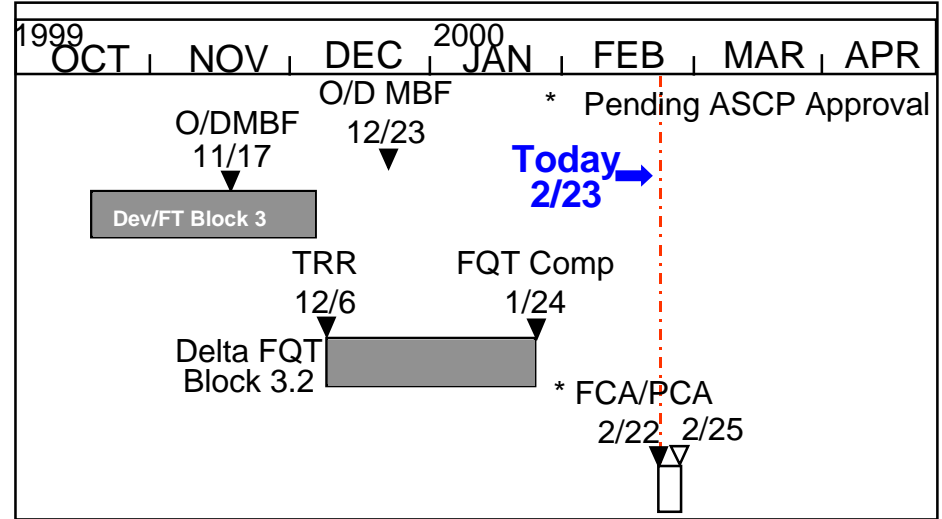 1999 2000
OCT NOV DEC JAN FEB MAR APR
O/D MBF
12/23
* Pending ASCP Approval
O/DMBF
11/17
Today
2/23
Dev/FT Block 3
TRR
12/6
FQT Comp
1/24
Delta FQT
Block 3.2
* FCA/PCA
2/22 2/25